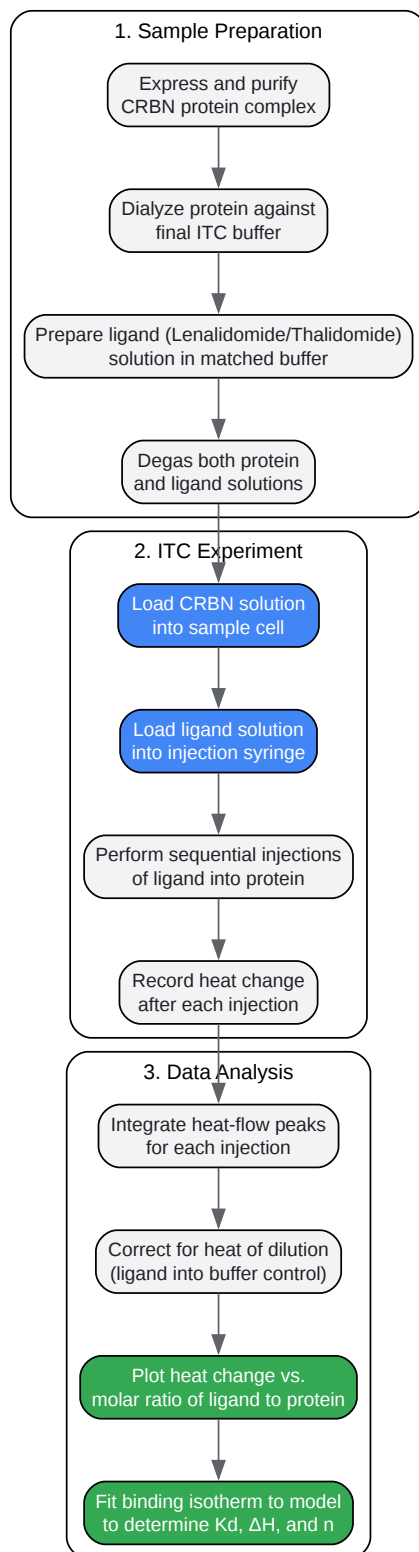 1. Sample Preparation
Express and purify
CRBN protein complex
Dialyze protein against
final ITC buffer
Prepare ligand (Lenalidomide/Thalidomide)
solution in matched buffer
Degas both protein
and ligand solutions
2. ITC Experiment
Load CRBN solution
into sample cell
Load ligand solution
into injection syringe
Perform sequential injections
of ligand into protein
Record heat change
after each injection
3. Data Analysis
Integrate heat-flow peaks
for each injection
Correct for heat of dilution
(ligand into buffer control)
Plot heat change vs.
molar ratio of ligand to protein
Fit binding isotherm to model
to determine Kd, ΔH, and n